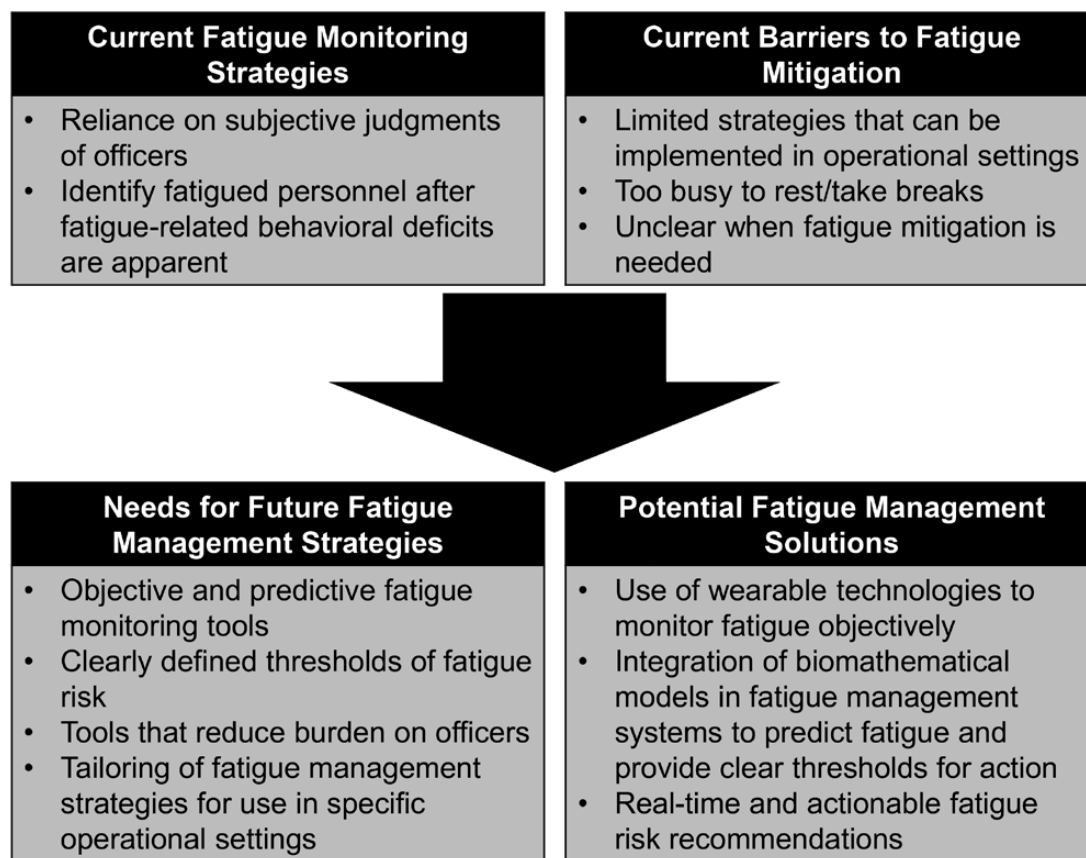 Current Fatigue Monitoring
Strategies
• Reliance on subjective judgments
of officers
• Identify fatigued personnel after
fatigue-related behavioral deficits
are apparent
Current Barriers to Fatigue
Mitigation
• Limited strategies that can be
implemented in operational settings
• Too busy to rest/take breaks
• Unclear when fatigue mitigation is
needed
Needs for Future Fatigue
Management Strategies
• Objective and predictive fatigue
monitoring tools
• Clearly defined thresholds of fatigue
risk
• Tools that reduce burden on officers
• Tailoring of fatigue management
strategies for use in specific
operational settings
Potential Fatigue Management
Solutions
• Use of wearable technologies to
monitor fatigue objectively
• Integration of biomathematical
models in fatigue management
systems to predict fatigue and
provide clear thresholds for action
• Real-time and actionable fatigue
risk recommendations